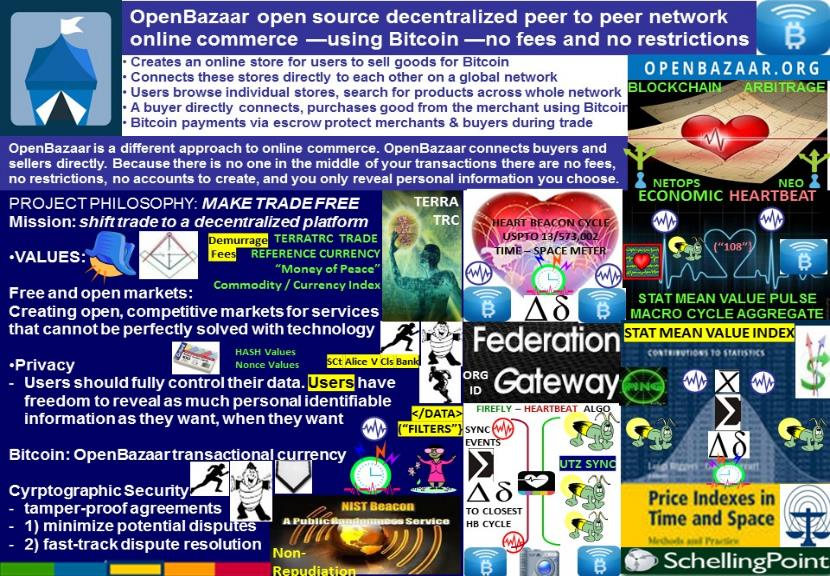 OpenBazaar open source decentralized peer to peer network
online commerce —using Bitcoin —no fees and no restrictions
• Creates an online store for users to sell goods for Bitcoin
• Connects these stores directly to each other on a global network
• Users browse individual stores, search for products across whole network
• A buyer directly connects, purchases good from the merchant using Bitcoin
• Bitcoin payments via escrow protect merchants & buyers during trade
OpenBazaar is a different approach to online commerce. OpenBazaar connects buyers and
sellers directly. Because there is no one in the middle of your transactions there are no fees,
no restrictions, no accounts to create, and you only reveal personal information you choose.
PROJECT PHILOSOPHY: MAKE TRADE FREE
Mission: shift trade to a decentralized platform
•VALUES:
Demurrage
Fees
TERRATRC TRADE
REFERENCE CURRENCY
“Money of Peace”
Commodity / Currency Index
Free and open markets:
Creating open, competitive markets for services
that cannot be perfectly solved with technology
•Privacy
HASH Values
Nonce Values
SCt Alice V Cls Bank
- Users should fully control their data. Users have
freedom to reveal as much personal identifiable
information as they want, when they want
</DATA>
{“FILTERS”}
Bitcoin: OpenBazaar transactional currency
Cyrptographic Security
- tamper-proof agreements
- 1) minimize potential disputes
- 2) fast-track dispute resolution
NIST Beacon
A Public Randomness Service
Non-
Repudiation
TERRA
TRC
HEART BEACON CYCLE
USPTO 13/573,002
TIME – SPACE METER
Δδ
Federation
Gateway
ORG
ID
FIREFLY – HEARTBEAT ALGO
SYNC
EVENTS
Σ
Δδ
TO CLOSEST
HB CYCLE
UTZ SYNC
OPENBAZAAR.ORG
BLOCKCHAIN ARBITRAGE
NETOPS
NEO
ECONOMIC HEARTBEAT
(“108”)
STAT MEAN VALUE PULSE
MACRO CYCLE AGGREGATE
STAT MEAN VALUE INDEX
CONTRIBUTIONS TO STATISTICS
PING
X
Σ
Δδ
Price Indexes in
Time and Space
Methods and Practice
SchellingPoint